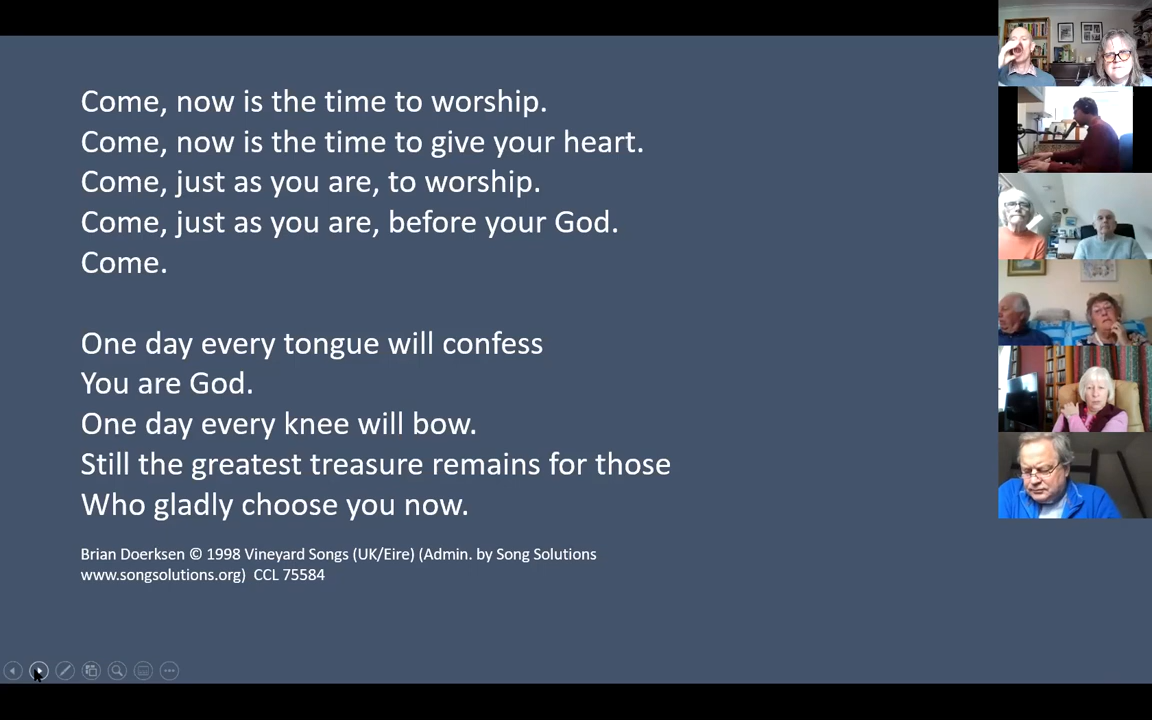 Come, now is the time to worship.
Come, now is the time to give your heart.
Come, just as you are, to worship.
Come, just as you are, before your God.
Come.
One day every tongue will confess
You are God.
One day every knee will bow.
Still the greatest treasure remains for those
Who gladly choose you now.
Brian Doerksen © 1998 Vineyard Songs (UK/Eire) (Admin. by Song Solutions
www.songsolutions.org)  CCL 75584